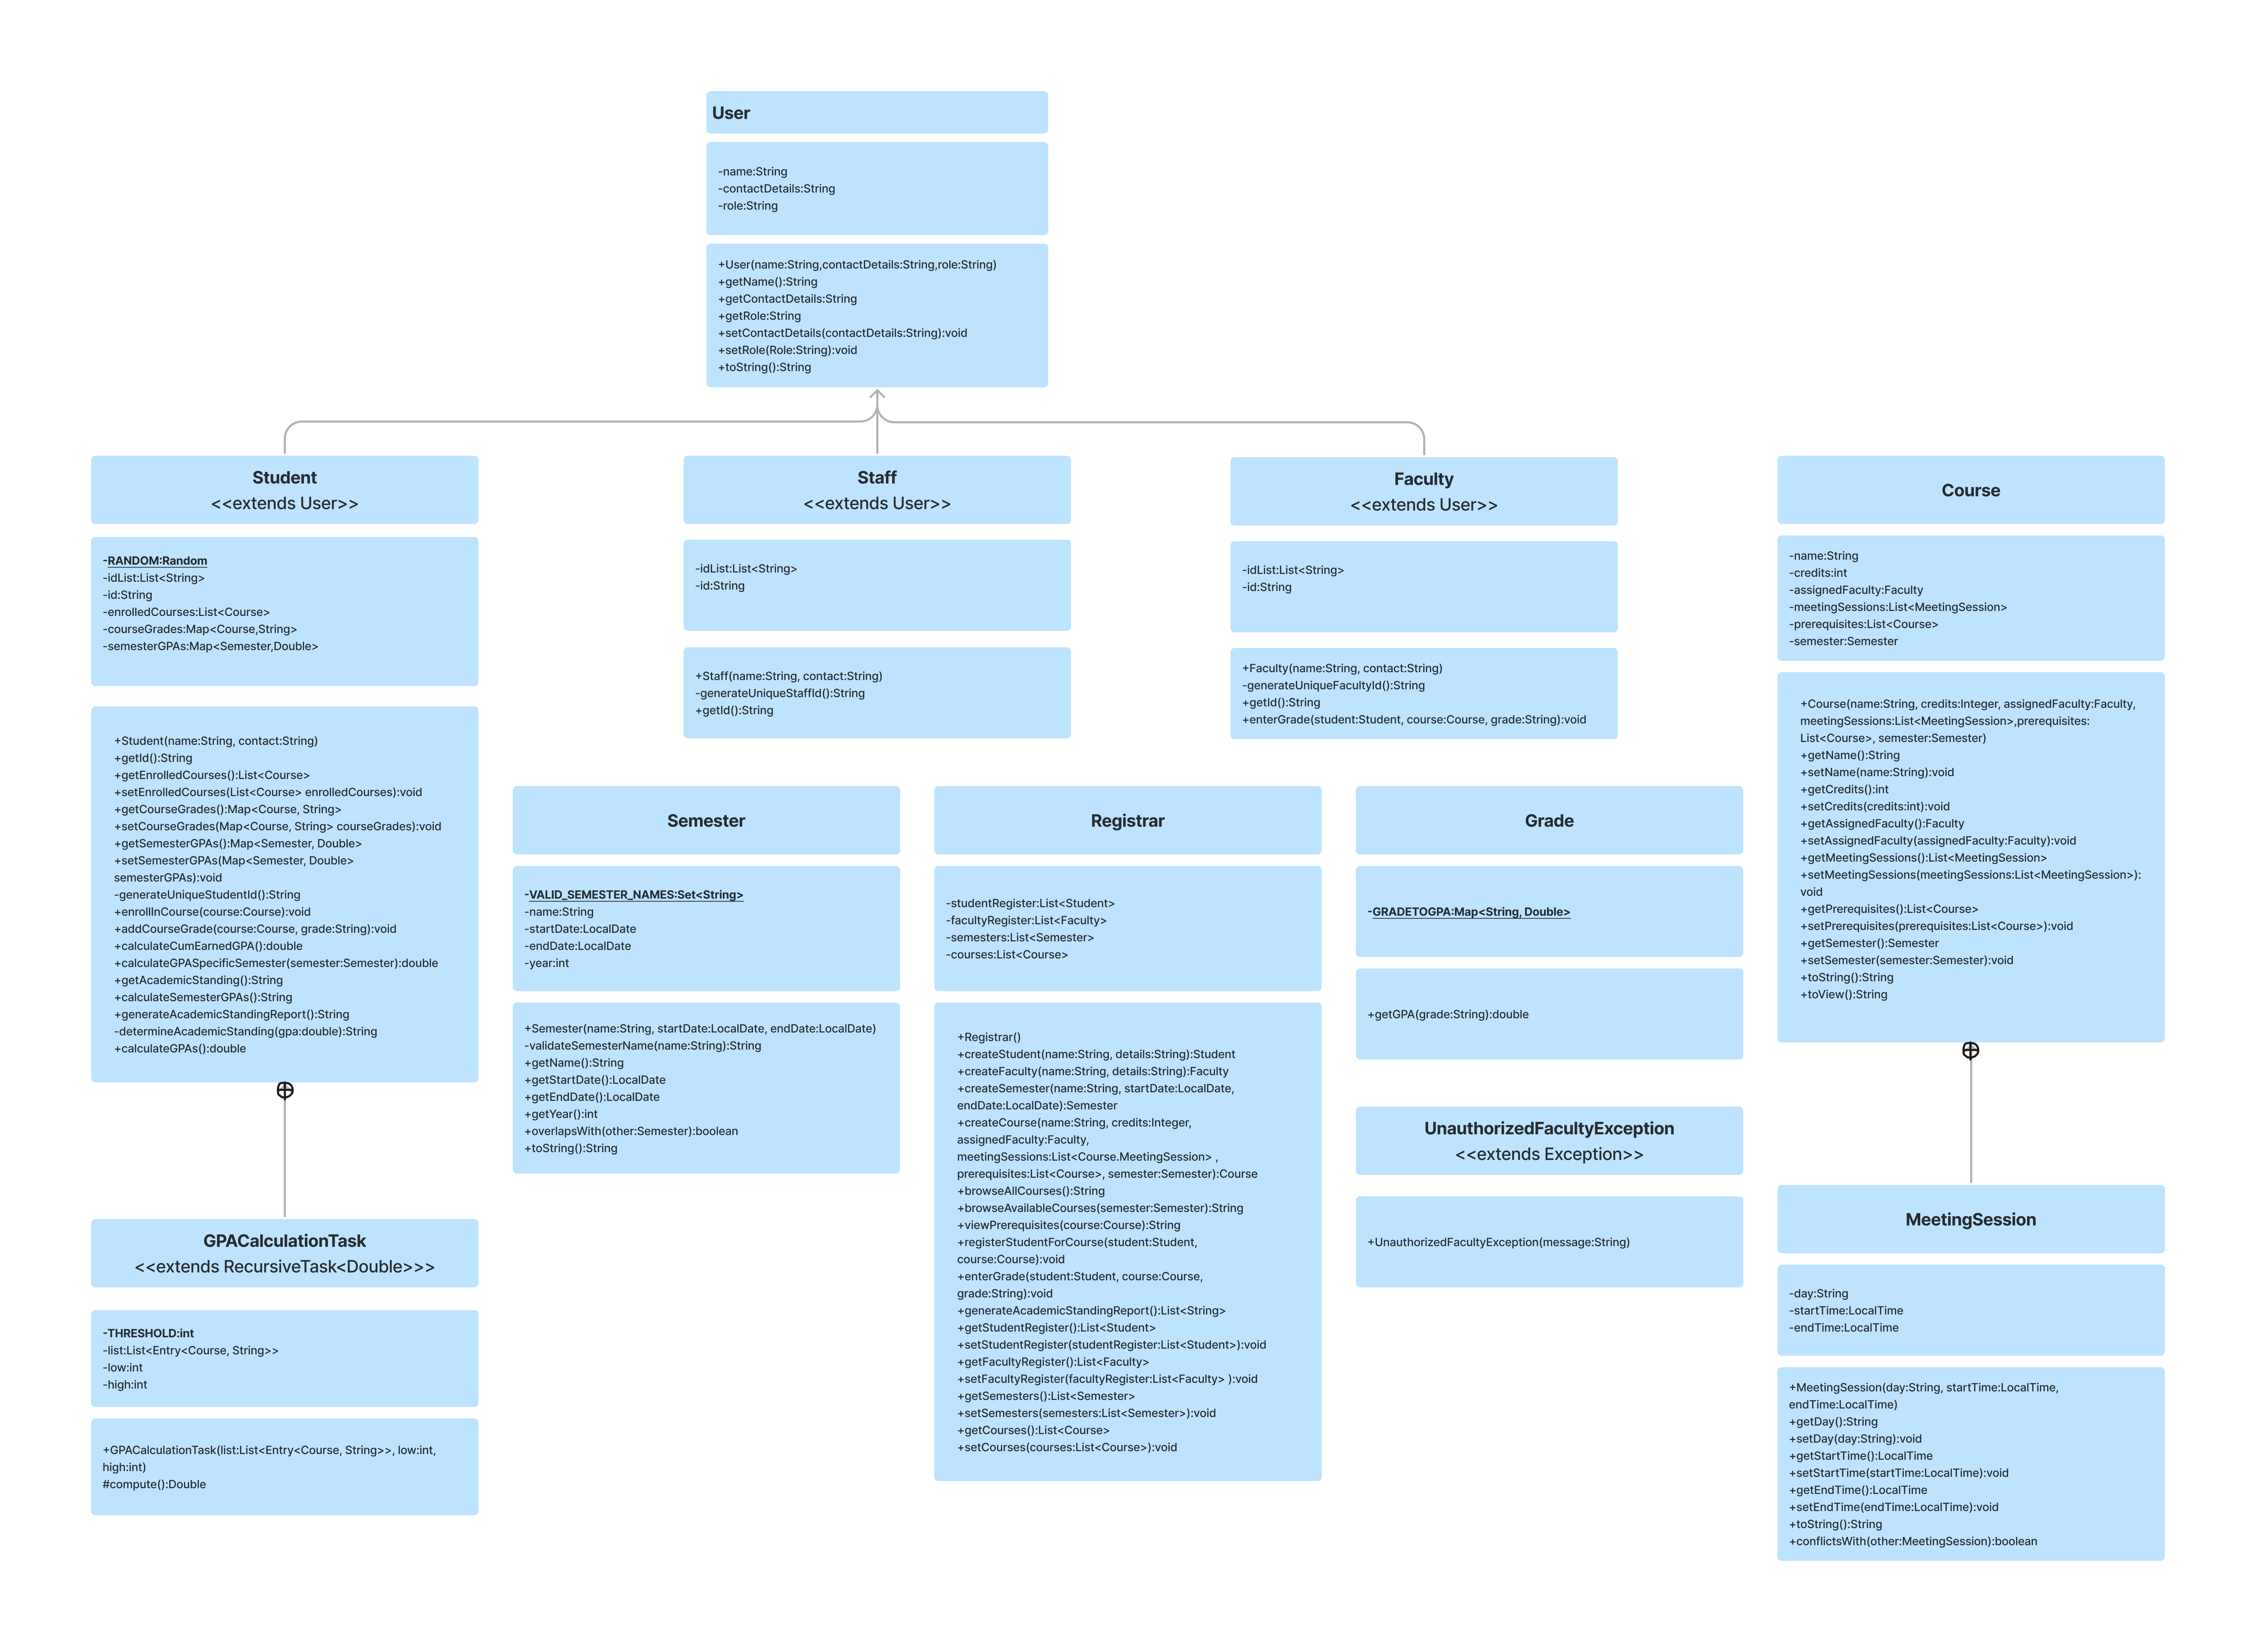 User
-name:String
-contactDetails:String
-role:String
+User(name:String,contactDetails:String,role:String)
+getName():String
+getContactDetails:String
+getRole:String
+setContactDetails(contactDetails:String):void
+setRole(Role:String):void
+toString():String
Student
<<extends User>>
-RANDOM:Random
-idList:List<String>
-id:String
-enrolledCourses:List<Course>
-courseGrades:Map<Course,String>
-semesterGPAs:Map<Semester,Double>
+Student(name:String, contact:String)
+getId():String
+getEnrolledCourses():List<Course>
+setEnrolledCourses(List<Course> enrolledCourses):void
+getCourseGrades():Map<Course, String>
+setCourseGrades(Map<Course, String> courseGrades):void
+getSemesterGPAs():Map<Semester, Double>
+setSemesterGPAs(Map<Semester, Double>
semesterGPAs):void
-generateUniqueStudentId():String
+enrollInCourse(course:Course):void
+addCourseGrade(course:Course, grade:String):void
+calculateCumEarnedGPA():double
+calculateGPASpecificSemester(semester:Semester):double
+getAcademicStanding():String
+calculateSemesterGPAs():String
+generateAcademicStandingReport():String
-determineAcademicStanding(gpa:double):String
+calculateGPAs():double
GPACalculationTask
<<extends RecursiveTask<Double>>>
-THRESHOLD:int
-list:List<Entry<Course, String>>
-low:int
-high:int
+GPACalculationTask(list:List<Entry<Course, String>>, low:int,
high:int)
#compute():Double
Staff
<<extends User>>
-idList:List<String>
-id:String
+Staff(name:String, contact:String)
-generateUniqueStaffId():String
+getId():String
Faculty
<<extends User>>
-idList:List<String>
-id:String
+Faculty(name:String, contact:String)
-generateUniqueFacultyId():String
+getId():String
+enterGrade(student:Student, course:Course, grade:String):void
Semester
-VALID_SEMESTER_NAMES:Set<String>
-name:String
-startDate:LocalDate
-endDate:LocalDate
-year:int
+Semester(name:String, startDate:LocalDate, endDate:LocalDate)
-validateSemesterName(name:String):String
+getName():String
+getStartDate():LocalDate
+getEndDate():LocalDate
+getYear():int
+overlapsWith(other:Semester):boolean
+toString():String
Registrar
-studentRegister:List<Student>
-facultyRegister:List<Faculty>
-semesters:List<Semester>
-courses:List<Course>
+Registrar()
+createStudent(name:String, details:String):Student
+createFaculty(name:String, details:String):Faculty
+createSemester(name:String, startDate:LocalDate,
endDate:LocalDate):Semester
+createCourse(name:String, credits:Integer,
assignedFaculty:Faculty,
meetingSessions:List<Course.MeetingSession> ,
prerequisites:List<Course>, semester:Semester):Course
+browseAllCourses():String
+browseAvailableCourses(semester:Semester):String
+viewPrerequisites(course:Course):String
+registerStudentForCourse(student:Student,
course:Course):void
+enterGrade(student:Student, course:Course,
grade:String):void
+generateAcademicStandingReport():List<String>
+getStudentRegister():List<Student>
+setStudentRegister(studentRegister:List<Student>):void
+getFacultyRegister():List<Faculty>
+setFacultyRegister(facultyRegister:List<Faculty> ):void
+getSemesters():List<Semester>
+setSemesters(semesters:List<Semester>):void
+getCourses():List<Course>
+setCourses(courses:List<Course>):void
Grade
-GRADETOGPA:Map<String, Double>
+getGPA(grade:String):double
UnauthorizedFacultyException
<<extends Exception>>
+UnauthorizedFacultyException(message:String)
Course
-name:String
-credits:int
-assignedFaculty:Faculty
-meetingSessions:List<MeetingSession>
-prerequisites:List<Course>
-semester:Semester
+Course(name:String, credits:Integer, assignedFaculty:Faculty,
meetingSessions:List<MeetingSession>,prerequisites:
List<Course>, semester:Semester)
+getName():String
+setName(name:String):void
+getCredits():int
+setCredits(credits:int):void
+getAssignedFaculty():Faculty
+setAssignedFaculty(assignedFaculty:Faculty):void
+getMeetingSessions():List<MeetingSession>
+setMeetingSessions(meetingSessions:List<MeetingSession>):
void
+getPrerequisites():List<Course>
+setPrerequisites(prerequisites:List<Course>):void
+getSemester():Semester
+setSemester(semester:Semester):void
+toString():String
+toView():String
MeetingSession
-day:String
-startTime:LocalTime
-endTime:LocalTime
+MeetingSession(day:String, startTime:LocalTime,
endTime:LocalTime)
+getDay():String
+setDay(day:String):void
+getStartTime():LocalTime
+setStartTime(startTime:LocalTime):void
+getEndTime():LocalTime
+setEndTime(endTime:LocalTime):void
+toString():String
+conflictsWith(other:MeetingSession):boolean